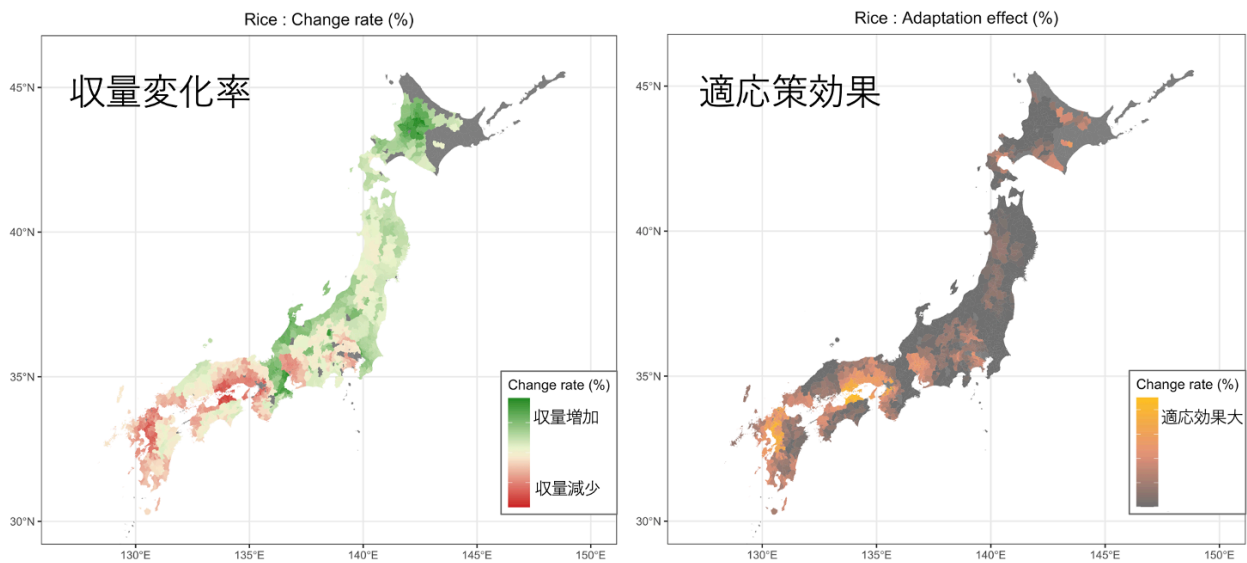 Rice : Change rate (%)
収量変化率
45°N
40°N
35°N
30°N
130°E
135°E
140°E
145°E
150°E
Change rate (%)
収量増加
収量減少
Rice : Adaptation effect (%)
適応策効果
45°N
40°N
35°N
30°N
130°E
135°E
140°E
145°E
150°E
Change rate (%)
適応効果大